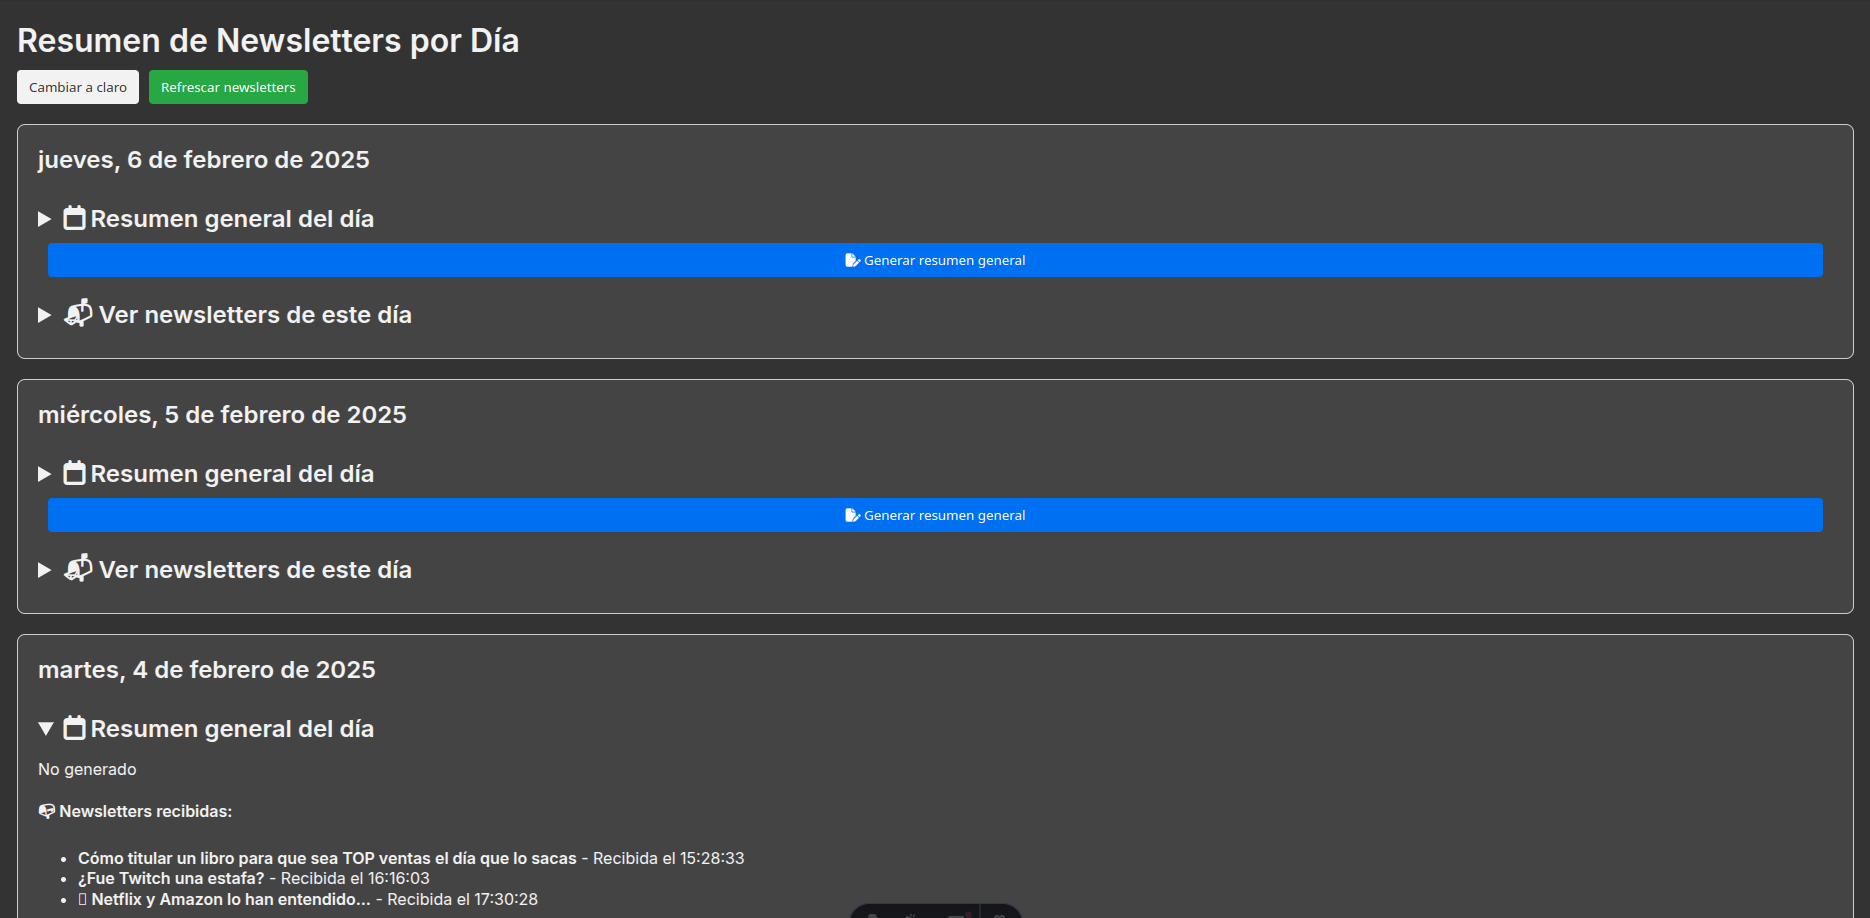 Resumen de Newsletters por Día
Cambiar a claro
Refrescar newsletters
jueves, 6 de febrero de 2025
Resumen general del día
Generar resumen general
Ver newsletters de este día
miércoles, 5 de febrero de 2025
Resumen general del día
Generar resumen general
Ver newsletters de este día
martes, 4 de febrero de 2025
Resumen general del día
No generado
Newsletters recibidas:
Cómo titular un libro para que sea TOP ventas el día que lo sacas - Recibida el 15:28:33
¿Fue Twitch una estafa? - Recibida el 16:16:03
Netflix y Amazon lo han entendido... - Recibida el 17:30:28